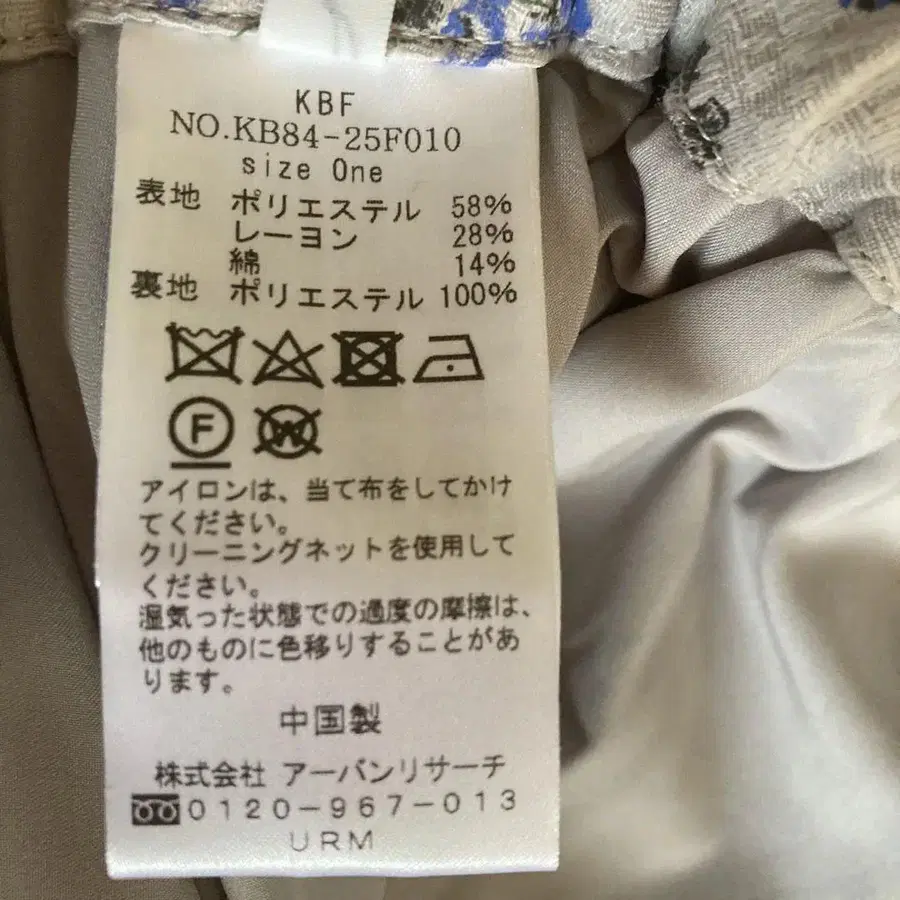 KBF
NO.KB84-25F010
size One
表地 ポリエステル 58%
レーヨン 28%
綿 14%
裏地 ポリエステル 100%
F
W
アイロンは、当て布をしてかけ
てください。
クリーニングネットを使用して
ください。
湿気った状態での過度の摩擦は、
他のものに色移りすることがあ
ります。
中国製
株式会社 アーバンリサーチ
0120-967-013
URM